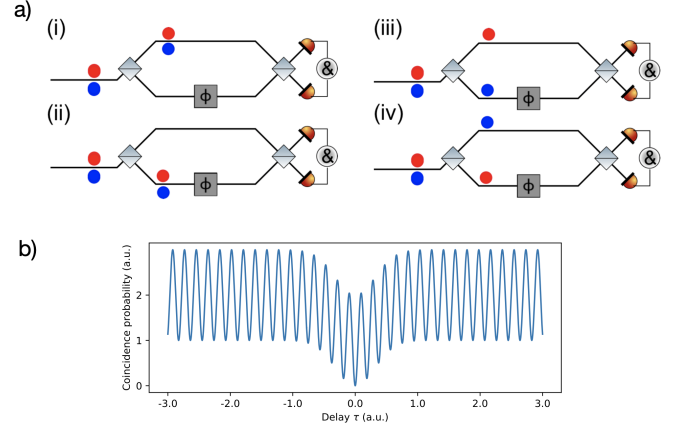 a)
(i)
ϕ
&
(ii)
ϕ
&
(iii)
ϕ
&
(iv)
ϕ
&
b)
Coincidence probability (a.u.)
2
1
0
-3.0 -2.0 -1.0 0.0 1.0 2.0 3.0
Delay τ (a.u.)